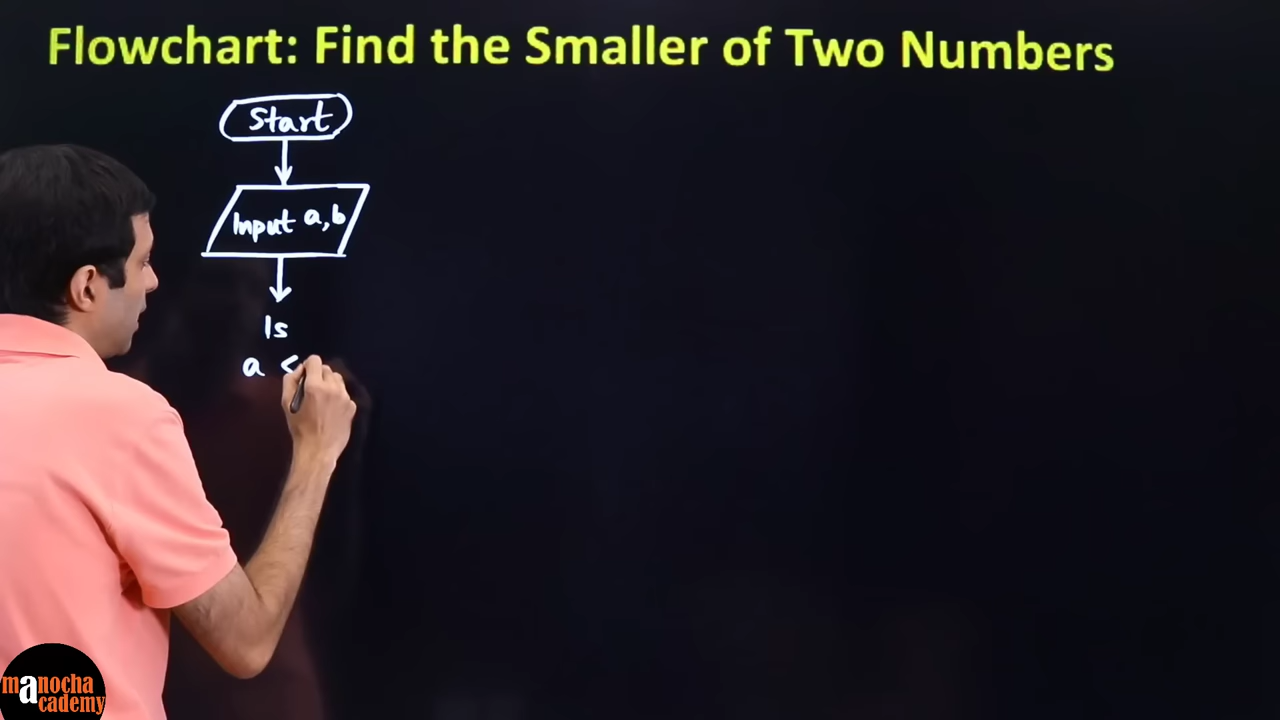 Flowchart: Find the Smaller of Two Numbers
Start
Input a,b
Is
a <
manocha
academy